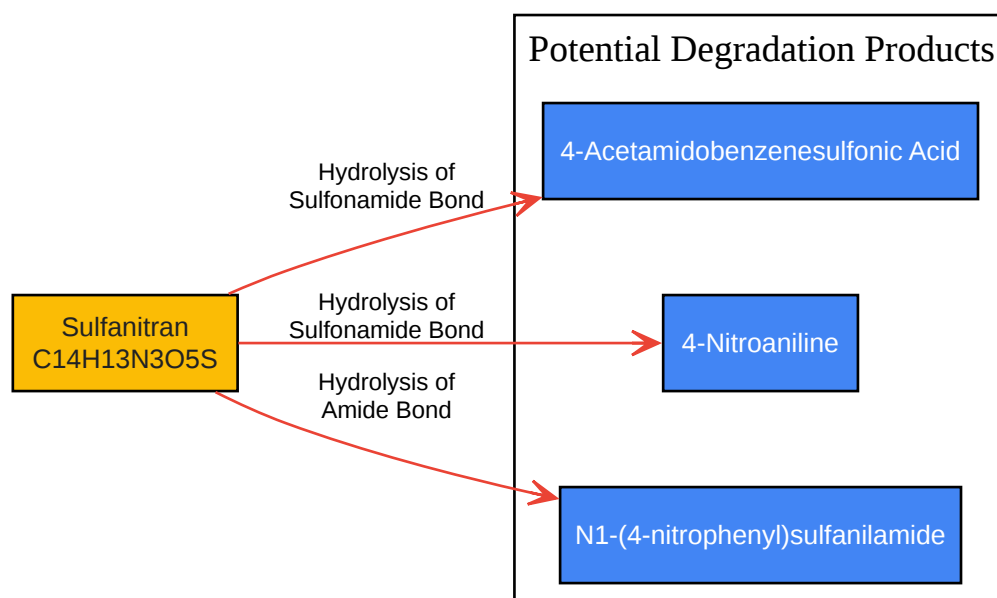 Potential Degradation Products
4-Acetamidobenzenesulfonic Acid
Hydrolysis of
Sulfonamide Bond
Sulfanitran
C14H13N3O5S
Hydrolysis of
Sulfonamide Bond
4-Nitroaniline
Hydrolysis of
Amide Bond
N1-(4-nitrophenyl)sulfanilamide